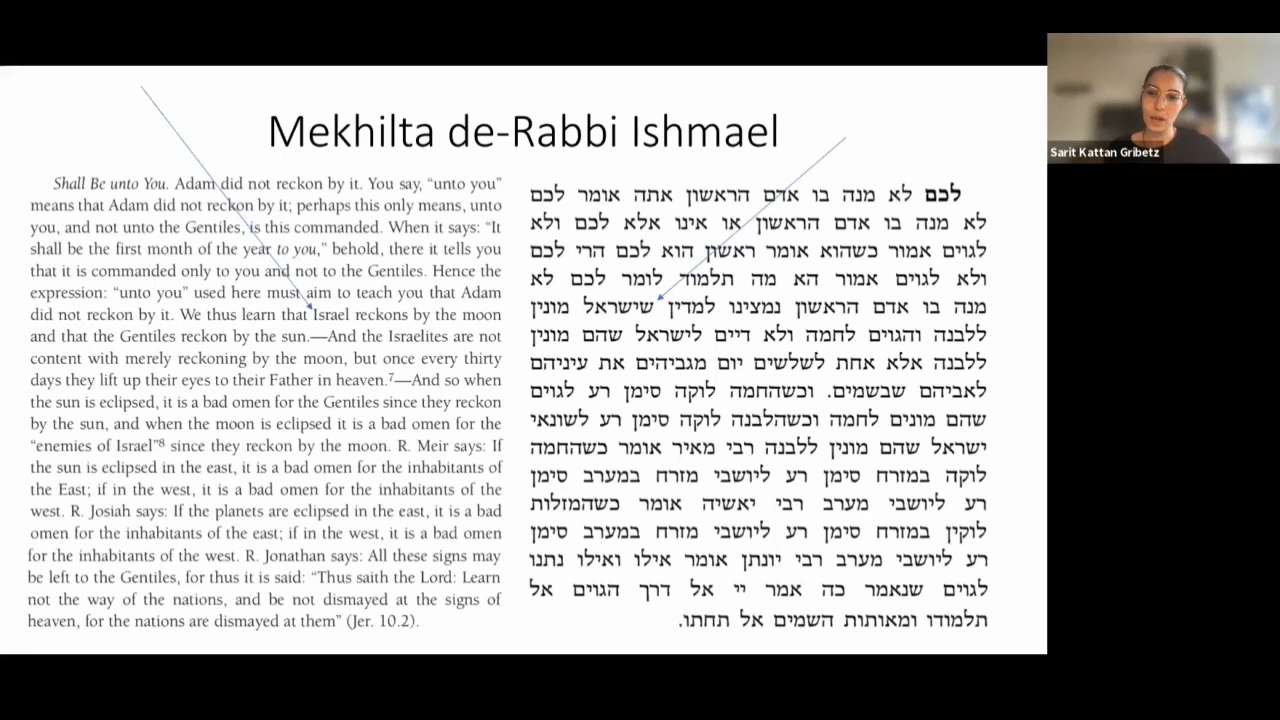 Mekhilta de-Rabbi Ishmael
Shall Be unto You. Adam did not reckon by it. You say, “unto you”
means that Adam did not reckon by it; perhaps this only means, unto
you, and not unto the Gentiles, is this commanded. When it says: “It
shall be the first month of the year to you,” behold, there it tells you
that it is commanded only to you and not to the Gentiles. Hence the
expression: “unto you” used here must aim to teach you that Adam
did not reckon by it. We thus learn that Israel reckons by the moon
and that the Gentiles reckon by the sun.—And the Israelites are not
content with merely reckoning by the moon, but once every thirty
days they lift up their eyes to their Father in heaven.7—And so when
the sun is eclipsed, it is a bad omen for the Gentiles since they reckon
by the sun, and when the moon is eclipsed it is a bad omen for the
“enemies of Israel”8 since they reckon by the moon. R. Meir says: If
the sun is eclipsed in the east, it is a bad omen for the inhabitants of
the East; if in the west, it is a bad omen for the inhabitants of the
west. R. Josiah says: If the planets are eclipsed in the east, it is a bad
omen for the inhabitants of the east; if in the west, it is a bad omen
for the inhabitants of the west. R. Jonathan says: All these signs may
be left to the Gentiles, for thus it is said: “Thus saith the Lord: Learn
not the way of the nations, and be not dismayed at the signs of
heaven, for the nations are dismayed at them” (Jer. 10.2).
לכם לא מנה בו אדם הראשון אתה אומר לכם
לא מנה בו אדם הראשון או אינו אלא לכם ולא
לגוים אמור כשהוא אומר ראשון הוא לכם הרי לכם
ולא לגוים אמור הא מה תלמוד לומר לכם לא
מנה בו אדם הראשון נמצינו למדין שישראל מונין
ללבנה והגוים לחמה ולא דיים לישראל שהם מונין
ללבנה אלא אחת לשלשים יום מגביהים את עיניהם
לאביהם שבשמים. וכשהחמה לוקה סימן רע לגוים
שהם מונים לחמה וכשהלבנה לוקה סימן רע לשונאי
ישראל שהם מונין ללבנה רבי מאיר אומר כשהחמה
לוקה במזרח סימן רע ליושבי מזרח במערב סימן
רע ליושבי מערב רבי יאשיה אומר כשהמזלות
לוקין במזרח סימן רע ליושבי מזרח במערב סימן
רע ליושבי מערב רבי יונתן אומר אילו ואילו נתנו
לגוים שנאמר כה אמר יי אל דרך הגוים אל
תלמודו ומאותות השמים אל תחתו.
Sarit Kattan Gribetz